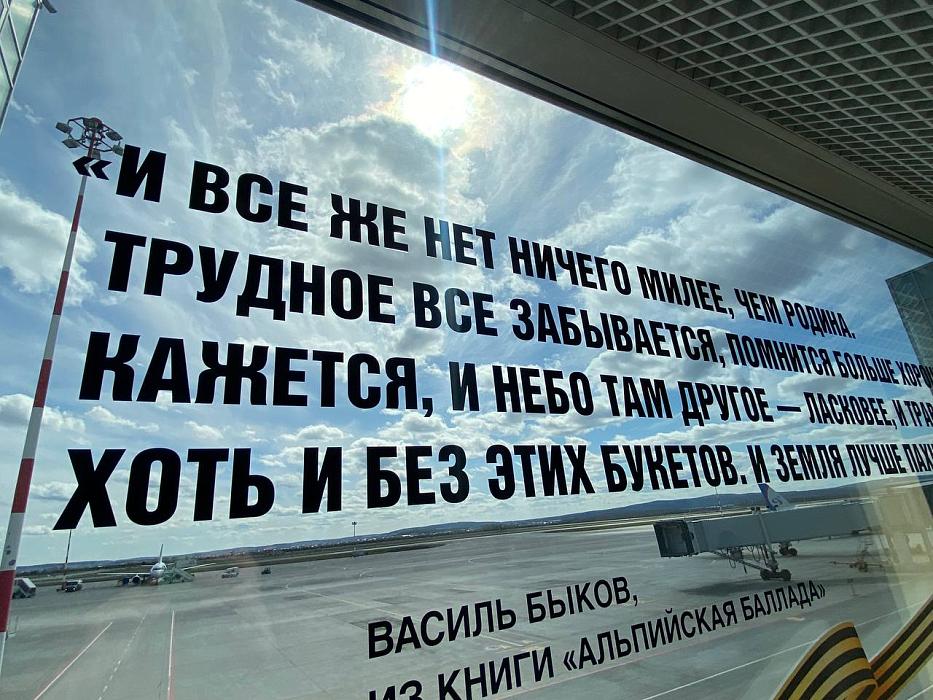 «И ВСЕ ЖЕ НЕТ НИЧЕГО МИЛЕЕ, ЧЕМ РОДИНА.
ТРУДНОЕ ВСЕ ЗАБЫВАЕТСЯ, ПОМНИТСЯ БОЛЬШЕ
КАЖЕТСЯ, И НЕБО ТАМ ДРУГОЕ — ЛАСКОВЕЕ, И
ХОТЬ И БЕЗ ЭТИХ БУКЕТОВ. И ЗЕМЛЯ ЛУЧШЕ
ВАСИЛЬ БЫКОВ,
ИЗ КНИГИ «АЛЬПИЙСКАЯ БАЛЛАДА»